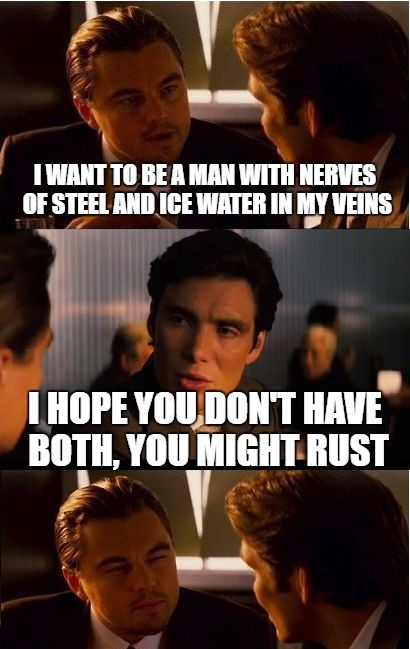 I WANT TO BE A MAN WITH NERVES
OF STEEL AND ICE WATER IN MY VEINS
I HOPE YOU DON'T HAVE
BOTH, YOU MIGHT RUST